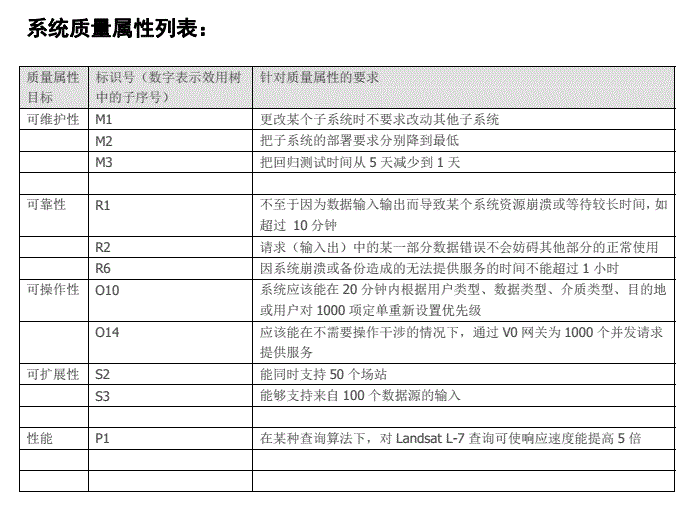 系统质量属性列表：
质量属性 标识号（数字表示效用树 针对质量属性的要求
目标 中的子序号）
可维护性 M1 更改某个子系统时不要求改动其他子系统
M2 把子系统的部署要求分别降到最低
M3 把回归测试时间从 5 天减少到 1 天
可靠性 R1 不至于因为数据输入输出而导致某个系统资源崩溃或等待较长时间，如
超过 10 分钟
R2 请求（输入出）中的某一部分数据错误不会妨碍其他部分的正常使用
R6 因系统崩溃或备份造成的无法提供服务的时间不能超过 1 小时
可操作性 O10 系统应该能在 20 分钟内根据用户类型、数据类型、介质类型、目的地
或用户对 1000 项定单重新设置优先级
O14 应该能在不需要操作干涉的情况下，通过 V0 网关为 1000 个并发请求
提供服务
可扩展性 S2 能同时支持 50 个场站
S3 能够支持来自 100 个数据源的输入
性能 P1 在某种查询算法下，对 Landsat L-7 查询可使响应速度能提高 5 倍